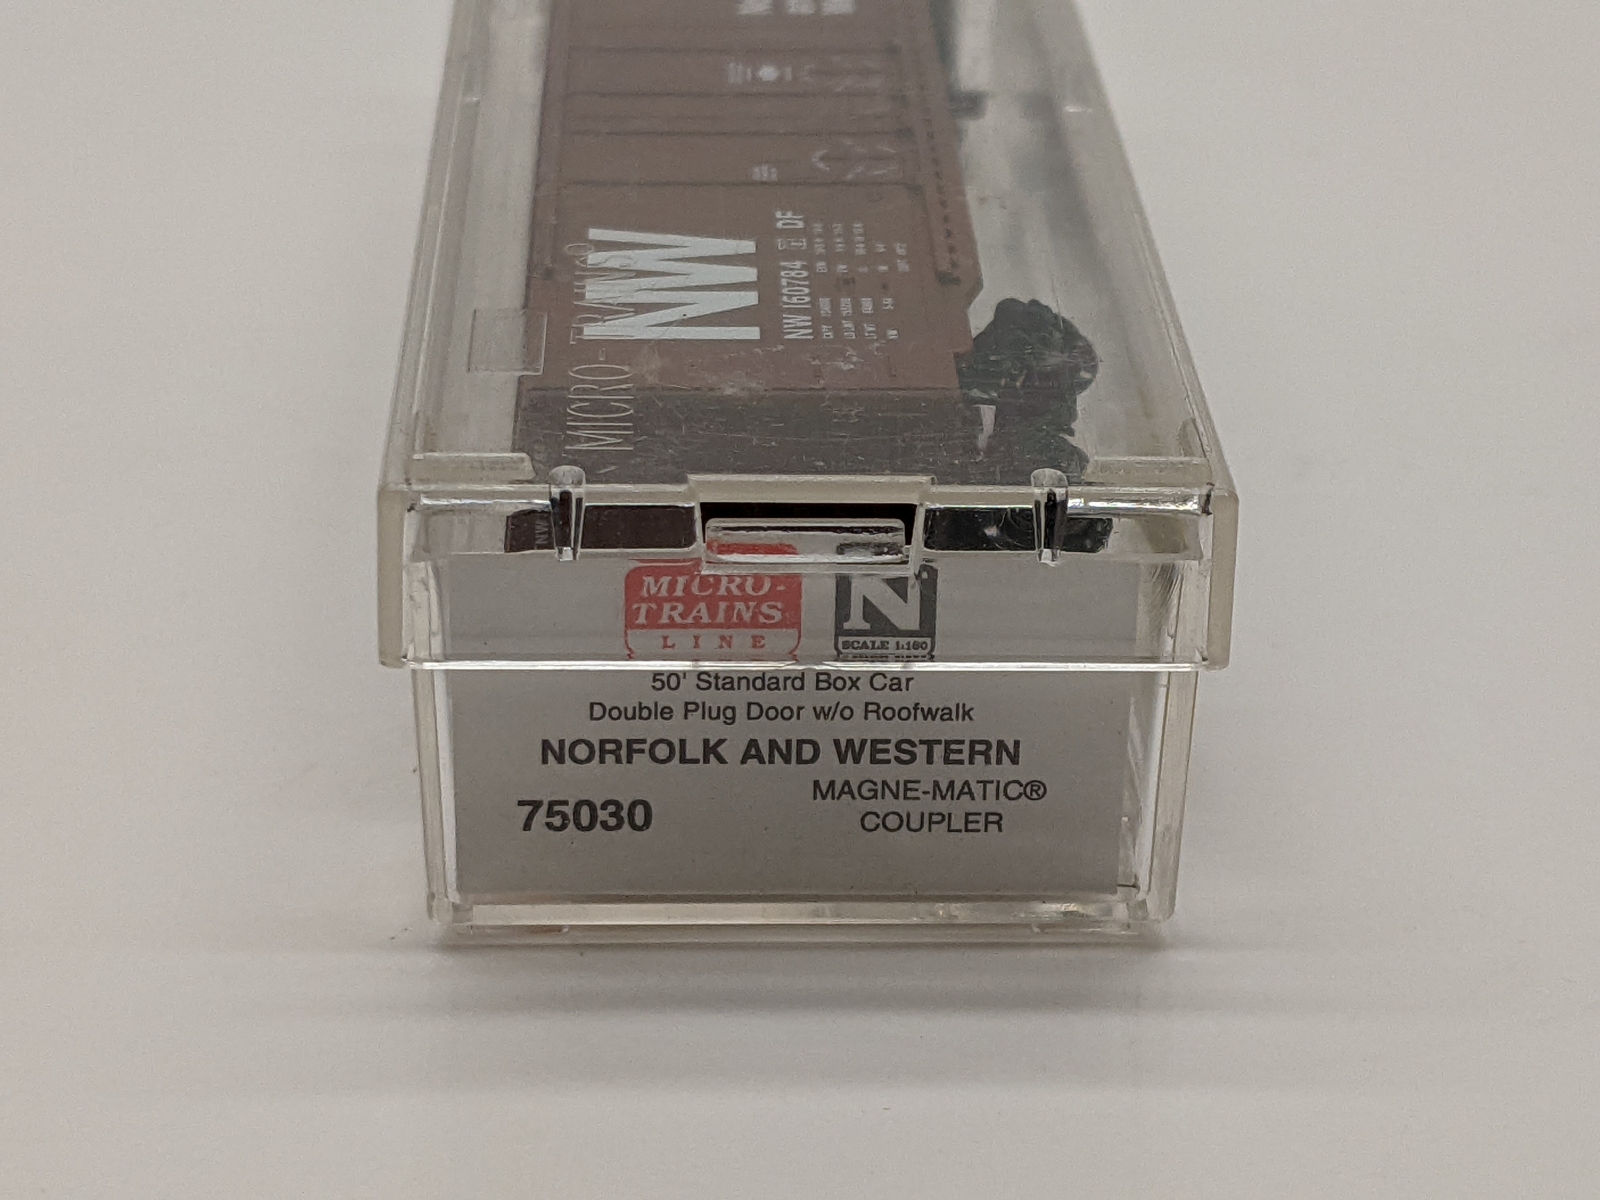 NW
NW 160784 DF
MICRO-TRAINS®
MICRO-
TRAINS
LINE
N
SCALE 1:160
50' Standard Box Car
Double Plug Door w/o Roofwalk
NORFOLK AND WESTERN
75030
MAGNE-MATIC®
COUPLER